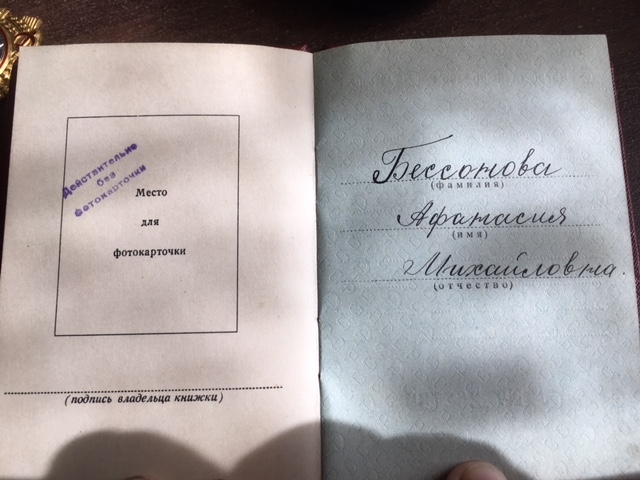 Действительно
без
фотокарточки
Место
для
фотокарточки
(подпись владельца книжки)
Бессонова
(фамилия)
Афанасия
(имя)
Михайловна.
(отчество)